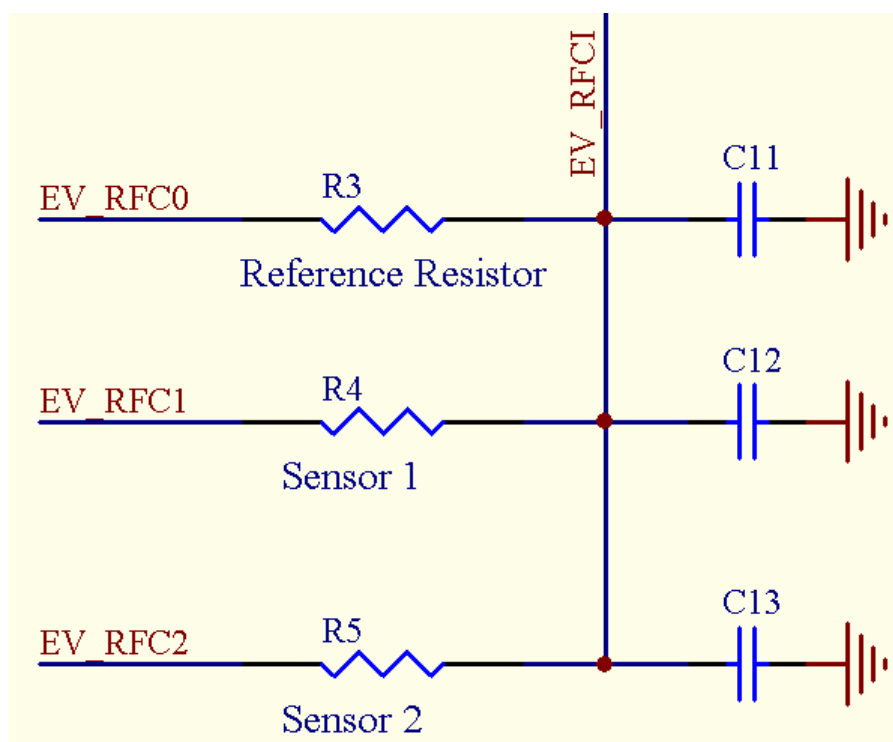 EV_RFCI
C11
EV_RFC0
R3
Reference Resistor
C12
EV_RFC1
R4
Sensor 1
C13
EV_RFC2
R5
Sensor 2